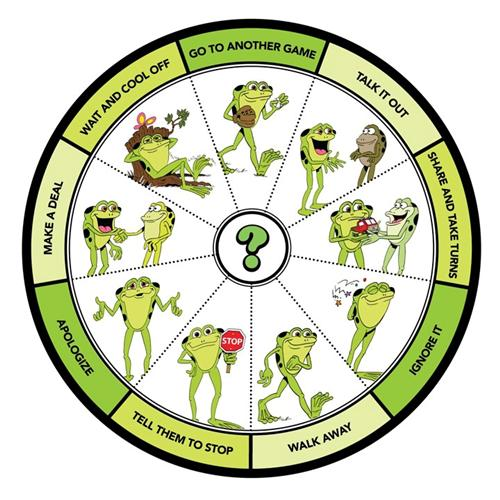 GO TO ANOTHER GAME
TALK IT OUT
SHARE AND TAKE TURNS
IGNORE IT
WALK AWAY
TELL THEM TO STOP
APOLOGIZE
MAKE A DEAL
WAIT AND COOL OFF
?
STOP